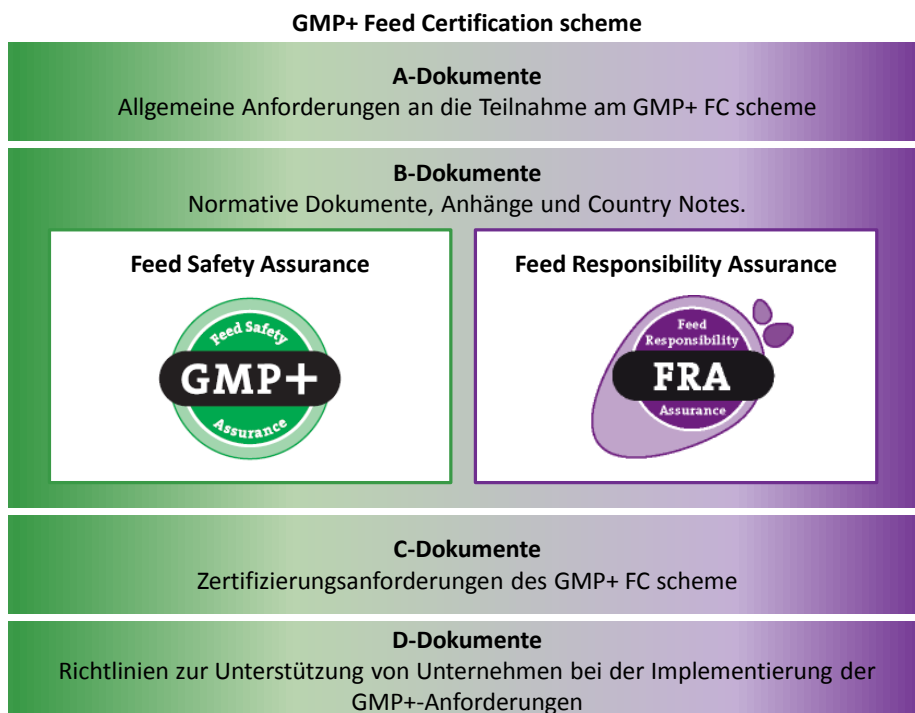 GMP+ Feed Certification scheme
A-Dokumente
Allgemeine Anforderungen an die Teilnahme am GMP+ FC scheme
B-Dokumente
Normative Dokumente, Anhänge und Country Notes.
Feed Safety Assurance
Feed Safety
GMP+
Assurance
Feed Responsibility Assurance
Feed
Responsibility
FRA
Assurance
C-Dokumente
Zertifizierungsanforderungen des GMP+ FC scheme
D-Dokumente
Richtlinien zur Unterstützung von Unternehmen bei der Implementierung der
GMP+-Anforderungen